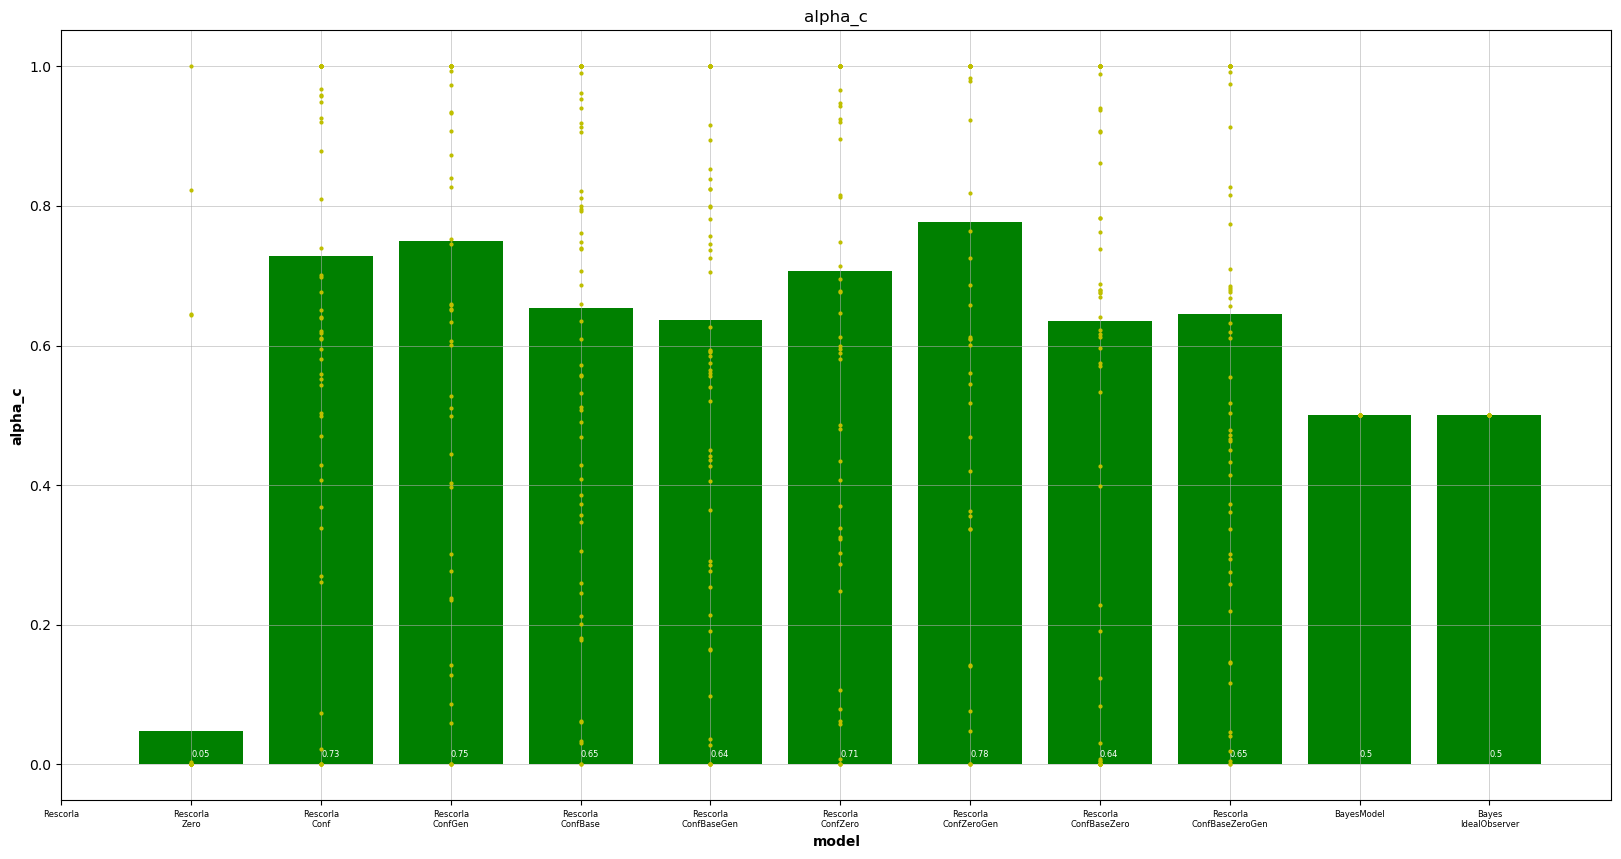 alpha_c
1.0
0.8
0.6
0.4
0.2
0.0
alpha_c
0.05
0.73
0.75
0.65
0.64
0.71
0.78
0.64
0.65
0.5
0.5
Rescorla
Rescorla
Zero
Rescorla
Conf
Rescorla
ConfGen
Rescorla
ConfBase
Rescorla
ConfBaseGen
Rescorla
ConfZero
Rescorla
ConfZeroGen
Rescorla
ConfBaseZero
Rescorla
ConfBaseZeroGen
BayesModel
Bayes
IdealObserver
model